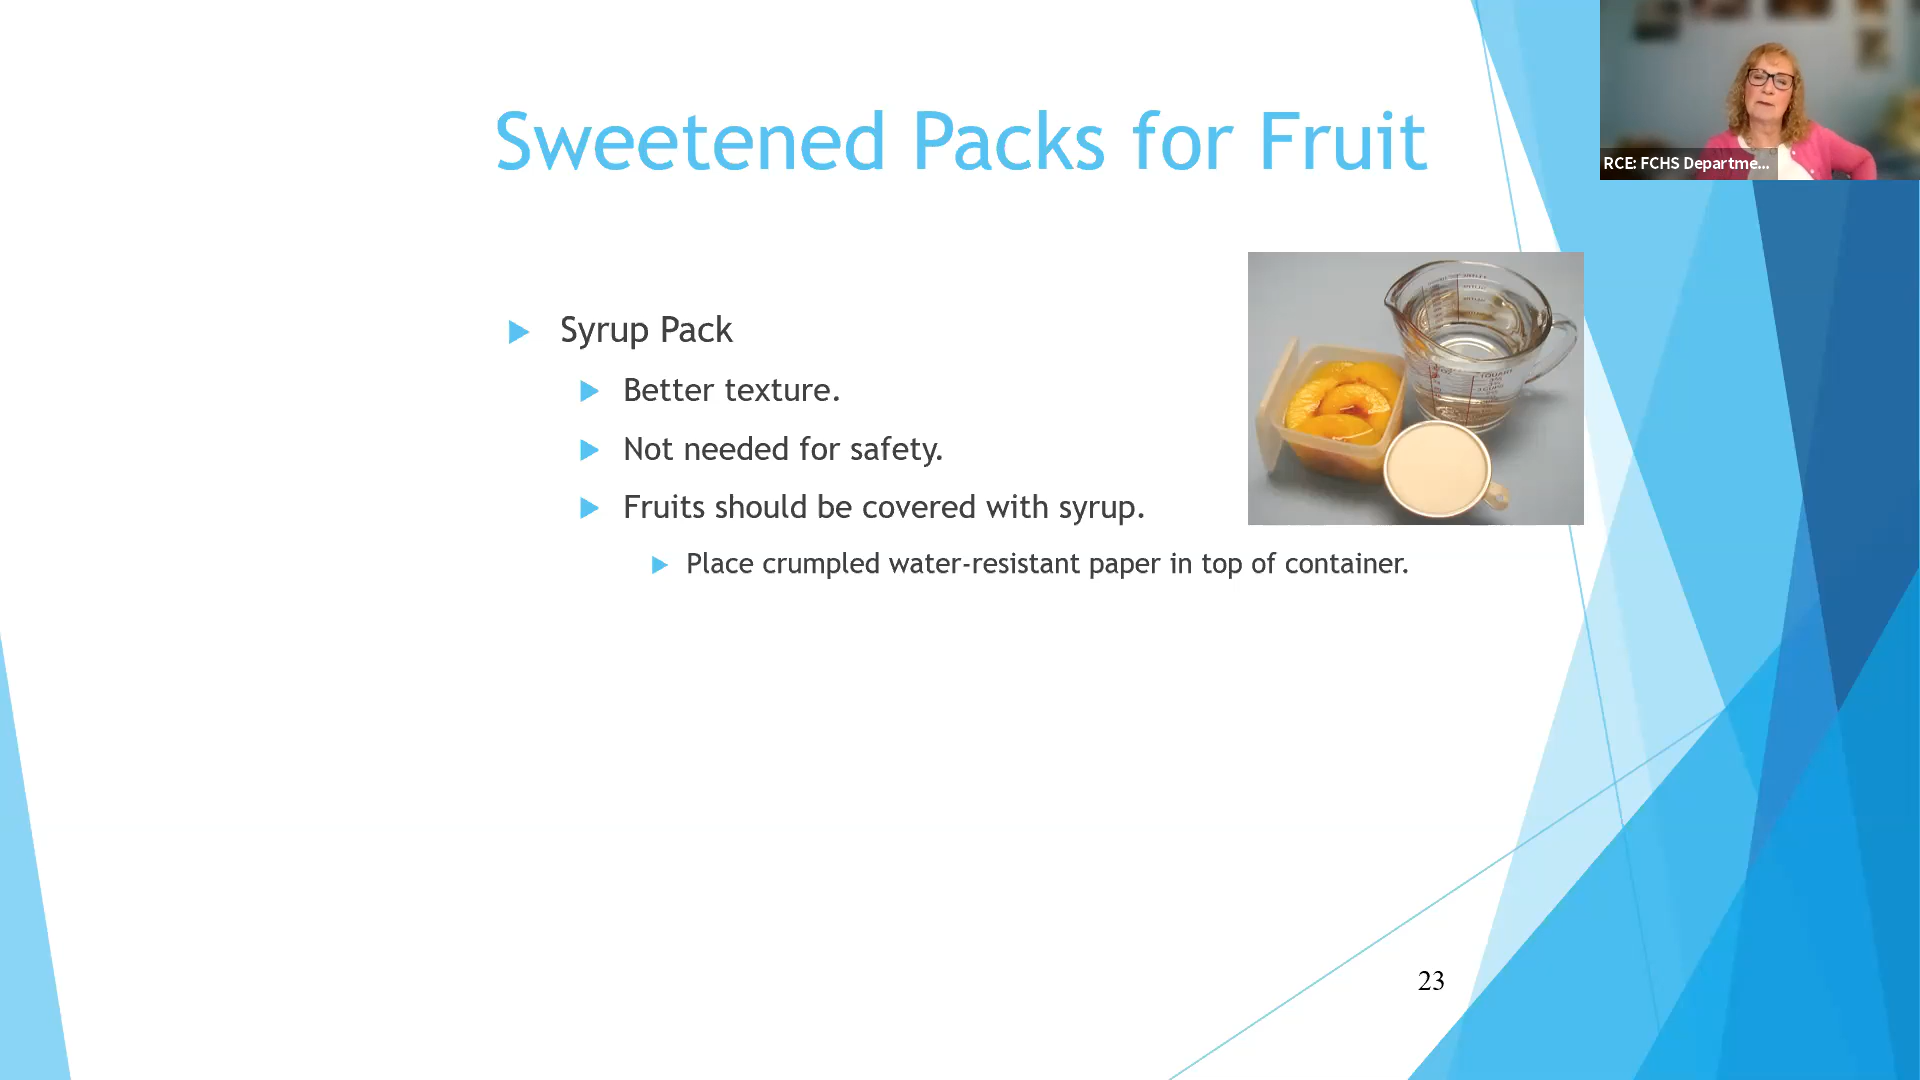 Sweetened Packs for Fruit
RCE: FCHS Departme...
Syrup Pack
Better texture.
Not needed for safety.
Fruits should be covered with syrup.
Place crumpled water-resistant paper in top of container.
23